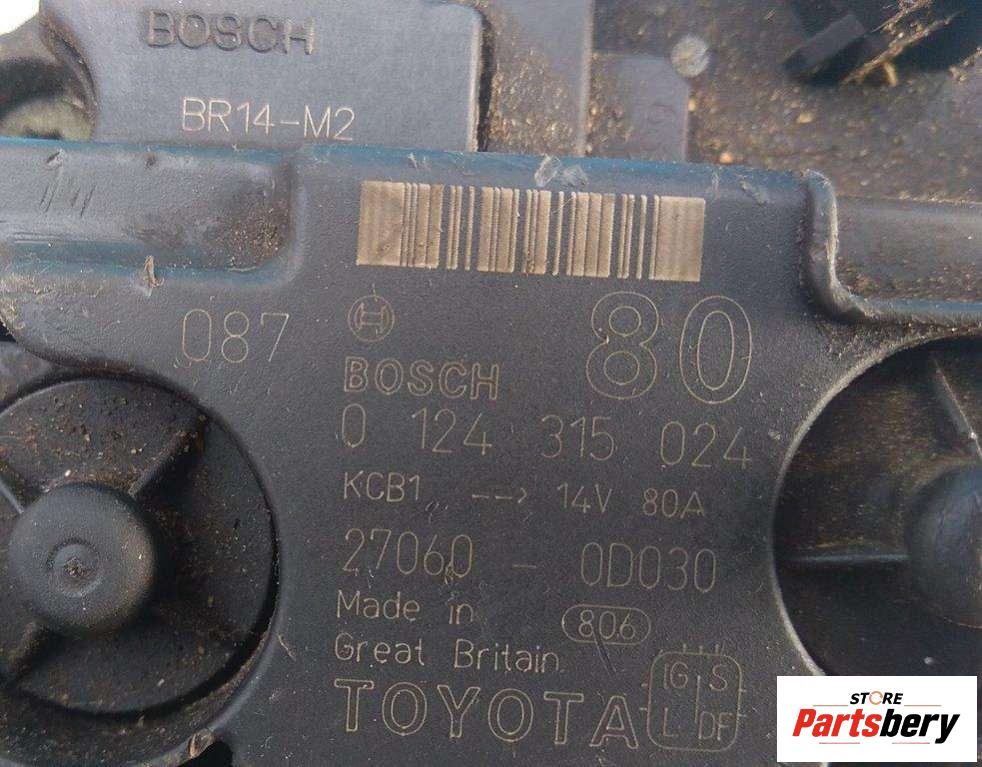 BOSCH
BR14-M2
087
80
BOSCH
0 124 315 024
KCB1 --> 14V 80A
27060 - 0D030
Made in
806
Great Britain
IG S
TOYOTA
L DF
STORE
Partsbery